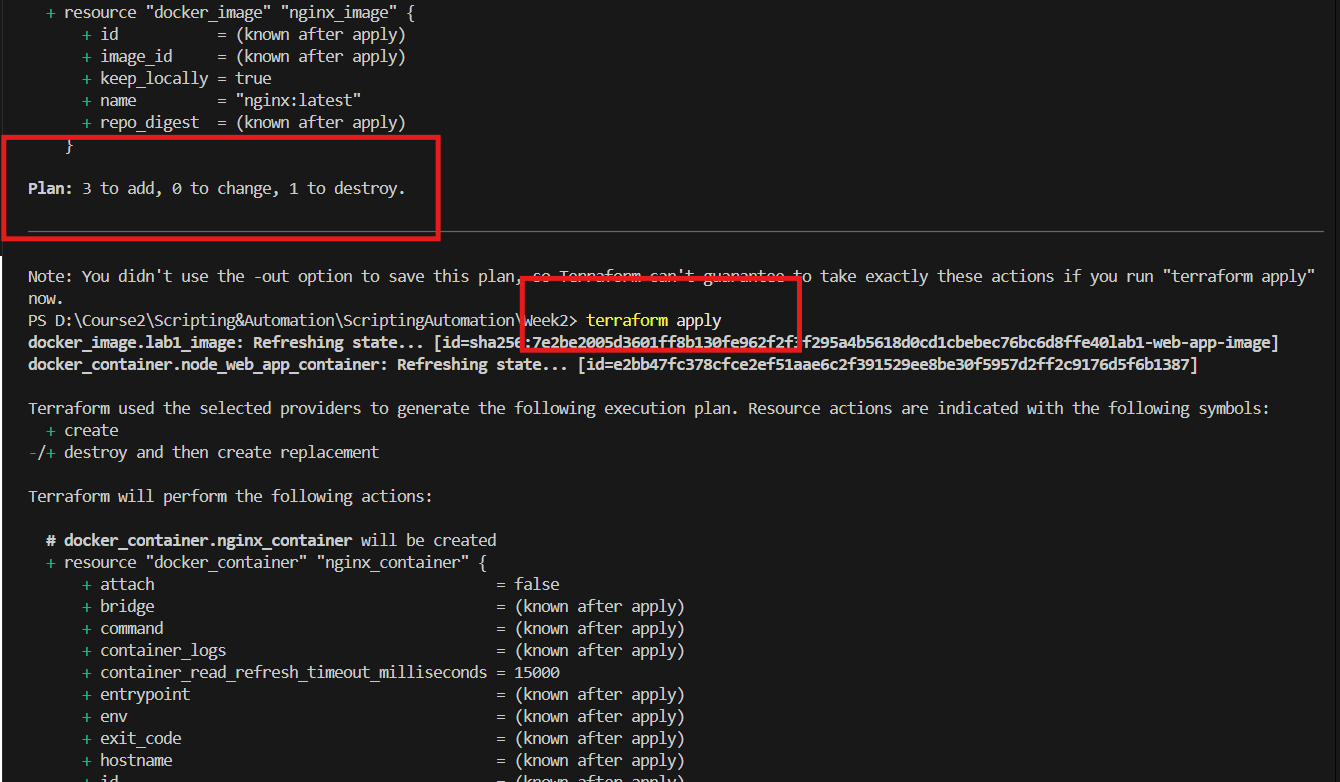 + resource "docker_image" "nginx_image" {
+ id = (known after apply)
+ image_id = (known after apply)
+ keep_locally = true
+ name = "nginx:latest"
+ repo_digest = (known after apply)
}
Plan: 3 to add, 0 to change, 1 to destroy.
Note: You didn't use the -out option to save this plan, so Terraform can't guarantee to take exactly these actions if you run "terraform apply"
now.
PS D:\Course2\Scripting&Automation\ScriptingAutomation\Week2> terraform apply
docker_image.lab1_image: Refreshing state... [id=sha256:7e2be2005d3601ff8b130fe962f2f3f295a4b5618d0cd1cbebec76bc6d8ffe40lab1-web-app-image]
docker_container.node_web_app_container: Refreshing state... [id=e2bb47fc378cfce2ef51aae6c2f391529ee8be30f5957d2ff2c9176d5f6b1387]
Terraform used the selected providers to generate the following execution plan. Resource actions are indicated with the following symbols:
+ create
-/+ destroy and then create replacement
Terraform will perform the following actions:
# docker_container.nginx_container will be created
+ resource "docker_container" "nginx_container" {
+ attach = false
+ bridge = (known after apply)
+ command = (known after apply)
+ container_logs = (known after apply)
+ container_read_refresh_timeout_milliseconds = 15000
+ entrypoint = (known after apply)
+ env = (known after apply)
+ exit_code = (known after apply)
+ hostname = (known after apply)
+ id = (known after apply)